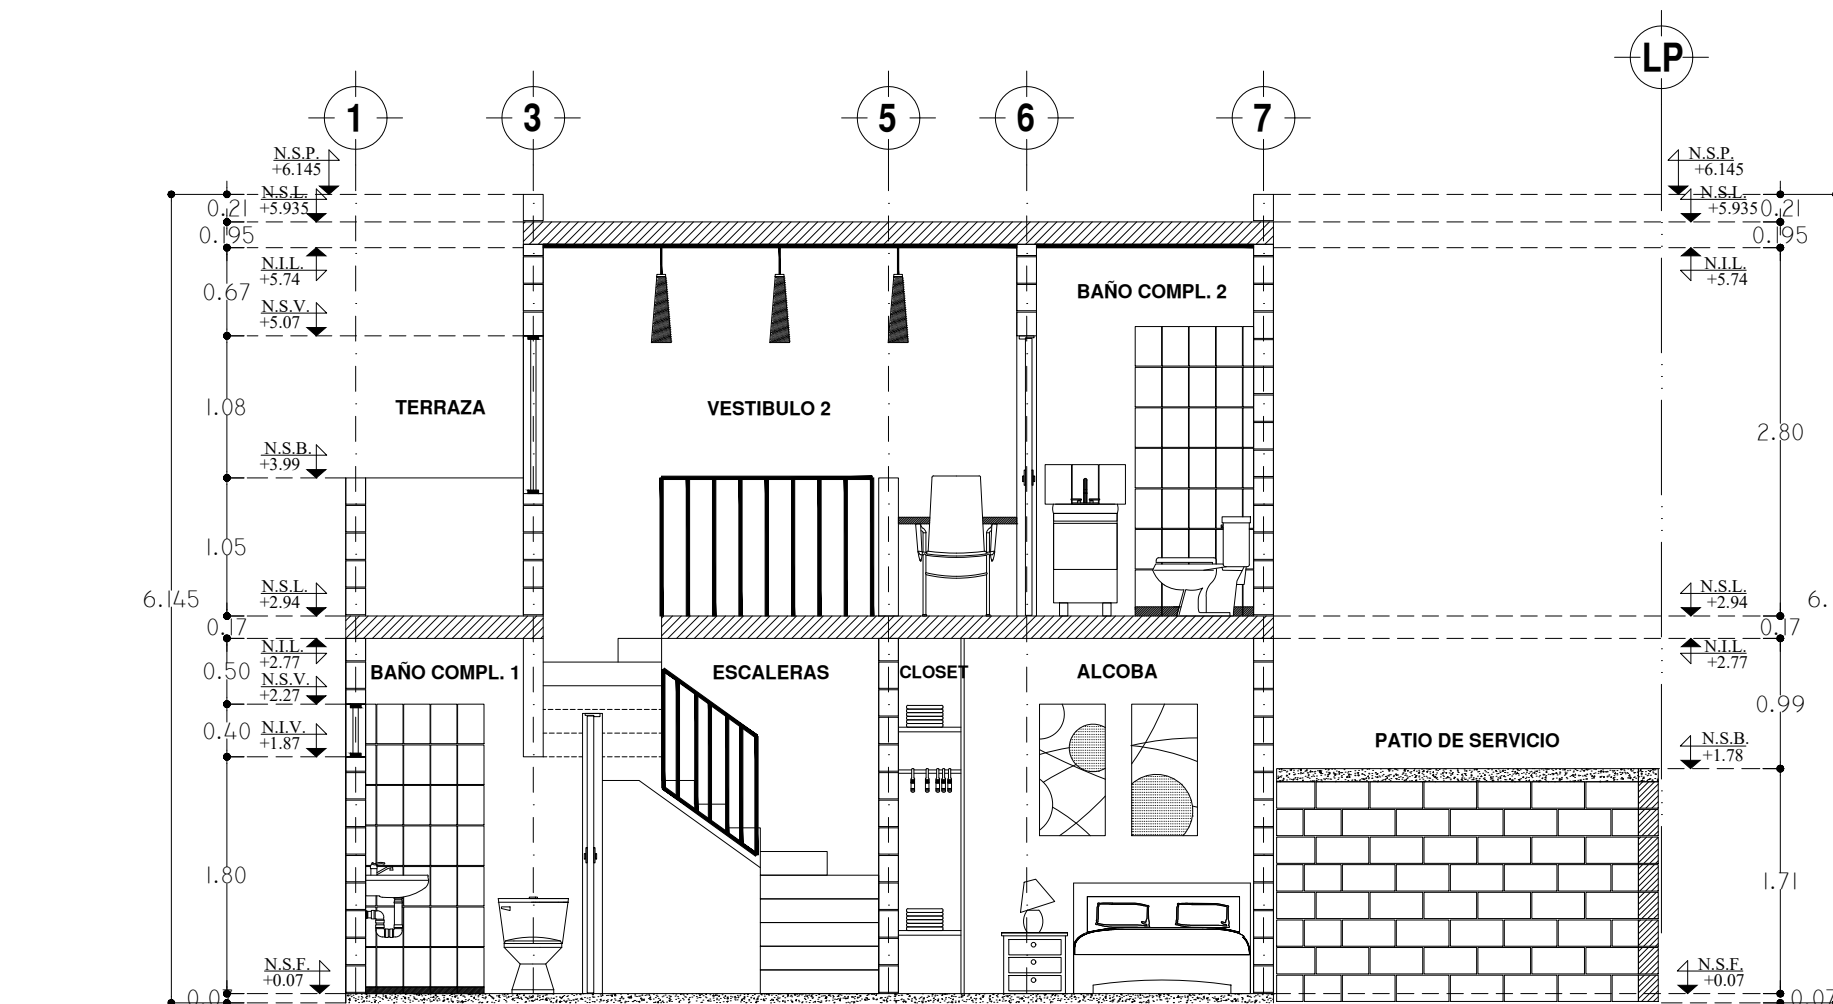 LP
1
3
5
6
7
N.S.P.
+6.145
N.S.L.
+5.935
0.21
0.195
N.I.L.
+5.74
0.67
N.S.V.
+5.07
1.08
N.S.B.
+3.99
1.05
N.S.L.
+2.94
6.145
0.17
N.I.L.
+2.77
0.50
N.S.V.
+2.27
0.40
N.I.V.
+1.87
1.80
N.S.F.
+0.07
TERRAZA
VESTIBULO 2
BAÑO COMPL. 2
BAÑO COMPL. 1
ESCALERAS
CLOSET
ALCOBA
PATIO DE SERVICIO
N.S.P.
+6.145
N.S.L.
+5.935
0.21
0.195
N.I.L.
+5.74
2.80
N.S.L.
+2.94
6.
0.17
N.I.L.
+2.77
0.99
N.S.B.
+1.78
1.71
N.S.F.
+0.07
0.07